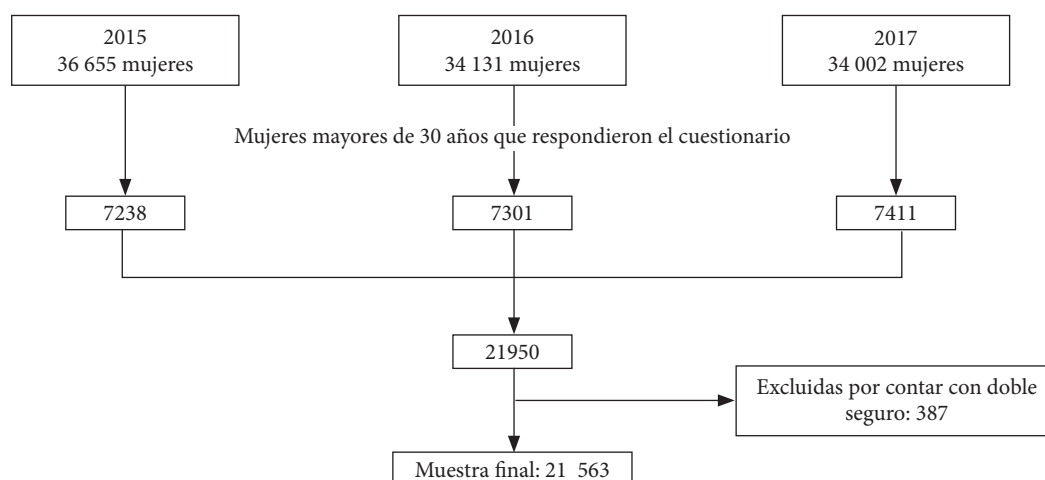 2015
36 655 mujeres
2016
34 131 mujeres
2017
34 002 mujeres
Mujeres mayores de 30 años que respondieron el cuestionario
7238
7301
7411
21950
Excluidas por contar con doble
seguro: 387
Muestra final: 21 563